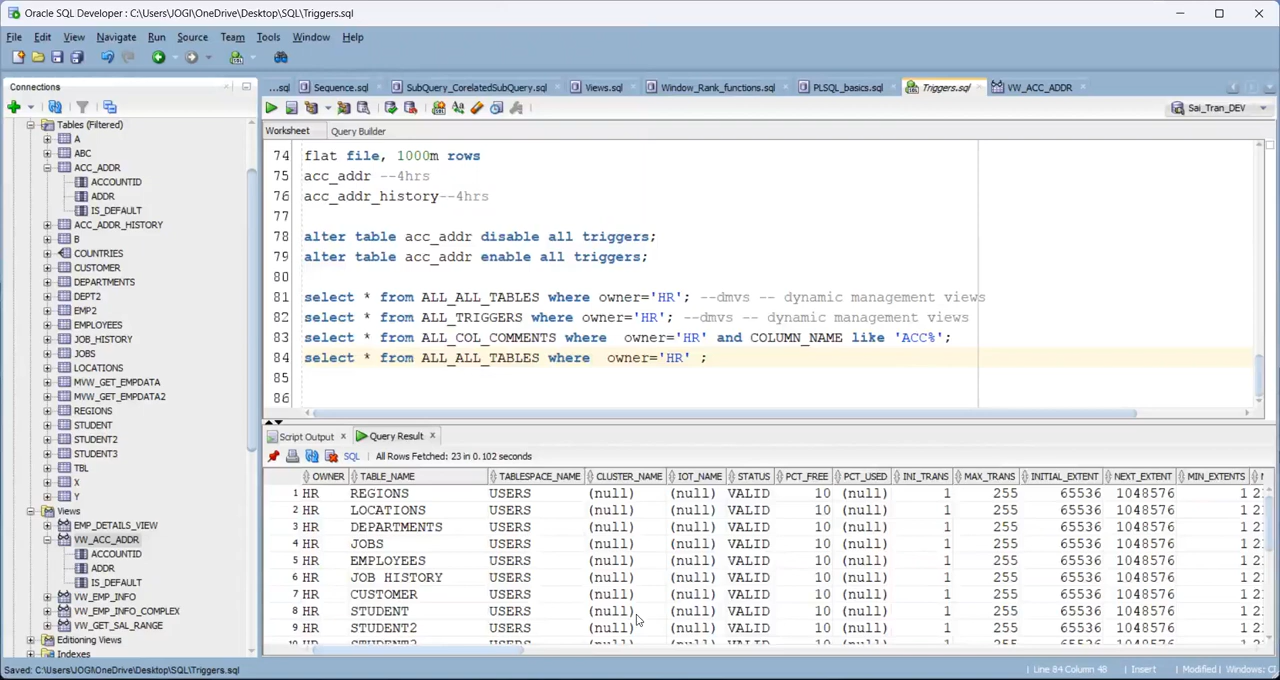 Oracle SQL Developer : C:\Users\JOGI\OneDrive\Desktop\SQL\Triggers.sql
File Edit View Navigate Run Source Team Tools Window Help
Connections
Tables (Filtered)
A
ABC
ACC_ADDR
ACCOUNTID
ADDR
IS_DEFAULT
ACC_ADDR_HISTORY
B
COUNTRIES
CUSTOMER
DEPARTMENTS
DEPT2
EMP2
EMPLOYEES
JOB_HISTORY
JOBS
LOCATIONS
MVW_GET_EMPDATA
MVW_GET_EMPDATA2
REGIONS
STUDENT
STUDENT2
STUDENT3
TBL
X
Y
Views
EMP_DETAILS_VIEW
VW_ACC_ADDR
ACCOUNTID
ADDR
IS_DEFAULT
VW_EMP_INFO
VW_EMP_INFO_COMPLEX
VW_GET_SAL_RANGE
Editioning Views
Indexes
...sql Sequence.sql SubQuery_CorelatedSubQuery.sql Views.sql Window_Rank_functions.sql PLSQL_basics.sql Triggers.sql VW_ACC_ADDR
Sai_Tran_DEV
Worksheet Query Builder
74 flat file, 1000m rows
75 acc_addr --4hrs
76 acc_addr_history--4hrs
77
78 alter table acc_addr disable all triggers;
79 alter table acc_addr enable all triggers;
80
81 select * from ALL_ALL_TABLES where owner='HR'; --dmvs -- dynamic management views
82 select * from ALL_TRIGGERS where owner='HR'; --dmvs -- dynamic management views
83 select * from ALL_COL_COMMENTS where owner='HR' and COLUMN_NAME like 'ACC%';
84 select * from ALL_ALL_TABLES where owner='HR' ;
85
86
Script Output Query Result
SQL All Rows Fetched: 23 in 0.102 seconds
OWNER TABLE_NAME TABLESPACE_NAME CLUSTER_NAME IOT_NAME STATUS PCT_FREE PCT_USED INI_TRANS MAX_TRANS INITIAL_EXTENT NEXT_EXTENT MIN_EXTENTS
1 HR REGIONS USERS (null) (null) VALID 10 (null) 1 255 65536 1048576 1
2 HR LOCATIONS USERS (null) (null) VALID 10 (null) 1 255 65536 1048576 1
3 HR DEPARTMENTS USERS (null) (null) VALID 10 (null) 1 255 65536 1048576 1
4 HR JOBS USERS (null) (null) VALID 10 (null) 1 255 65536 1048576 1
5 HR EMPLOYEES USERS (null) (null) VALID 10 (null) 1 255 65536 1048576 1
6 HR JOB HISTORY USERS (null) (null) VALID 10 (null) 1 255 65536 1048576 1
7 HR CUSTOMER USERS (null) (null) VALID 10 (null) 1 255 65536 1048576 1
8 HR STUDENT USERS (null) (null) VALID 10 (null) 1 255 65536 1048576 1
9 HR STUDENT2 USERS (null) (null) VALID 10 (null) 1 255 65536 1048576 1
Saved: C:\Users\JOGI\OneDrive\Desktop\SQL\Triggers.sql
Line 84 Column 48 Insert Modified Windows: C